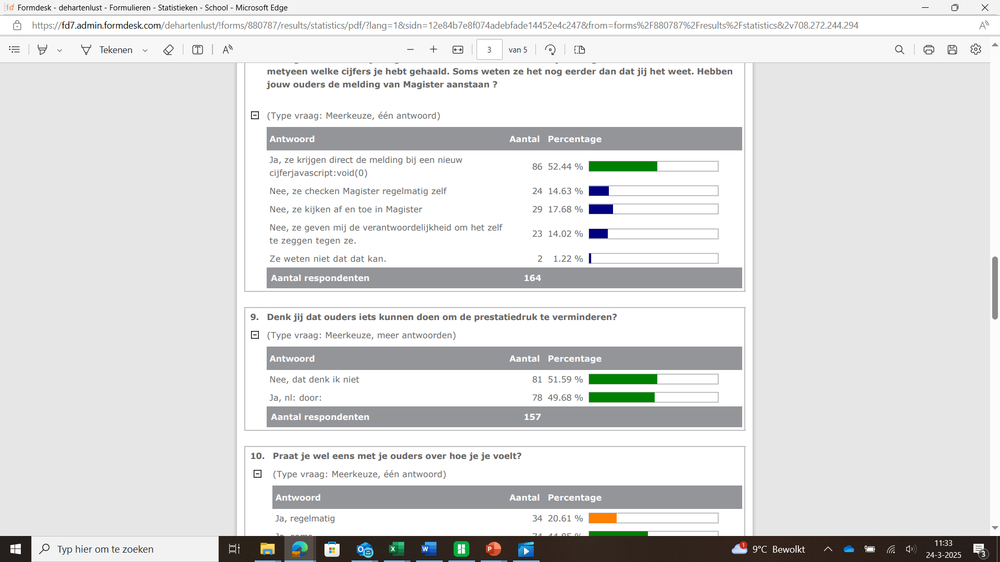 Formdesk - dehartenlust - Formulieren - Statistieken - School - Microsoft Edge
https://fd7.admin.formdesk.com/dehartenlust/!forms/880787/results/statistics/pdf/?lang=1&sidn=12e84b7e8f074adebfade14452e4c247&from=forms%2F880787%2Fresults%2Fstatistics&2v708.272.244.294
Tekenen 3 van 5
metyeen welke cijfers je hebt gehaald. Soms weten ze het nog eerder dan dat jij het weet. Hebben
jouw ouders de melding van Magister aanstaan ?
(Type vraag: Meerkeuze, één antwoord)
Antwoord Aantal Percentage
Ja, ze krijgen direct de melding bij een nieuw
cijferjavascript:void(0) 86 52.44 %
Nee, ze checken Magister regelmatig zelf 24 14.63 %
Nee, ze kijken af en toe in Magister 29 17.68 %
Nee, ze geven mij de verantwoordelijkheid om het zelf
te zeggen tegen ze. 23 14.02 %
Ze weten niet dat dat kan. 2 1.22 %
Aantal respondenten 164
9. Denk jij dat ouders iets kunnen doen om de prestatiedruk te verminderen?
(Type vraag: Meerkeuze, meer antwoorden)
Antwoord Aantal Percentage
Nee, dat denk ik niet 81 51.59 %
Ja, nl: door: 78 49.68 %
Aantal respondenten 157
10. Praat je wel eens met je ouders over hoe je je voelt?
(Type vraag: Meerkeuze, één antwoord)
Antwoord Aantal Percentage
Ja, regelmatig 34 20.61 %
Ja, soms 74 44.85 %
Typ hier om te zoeken
1 9°C Bewolkt
11:33
24-3-2025
3